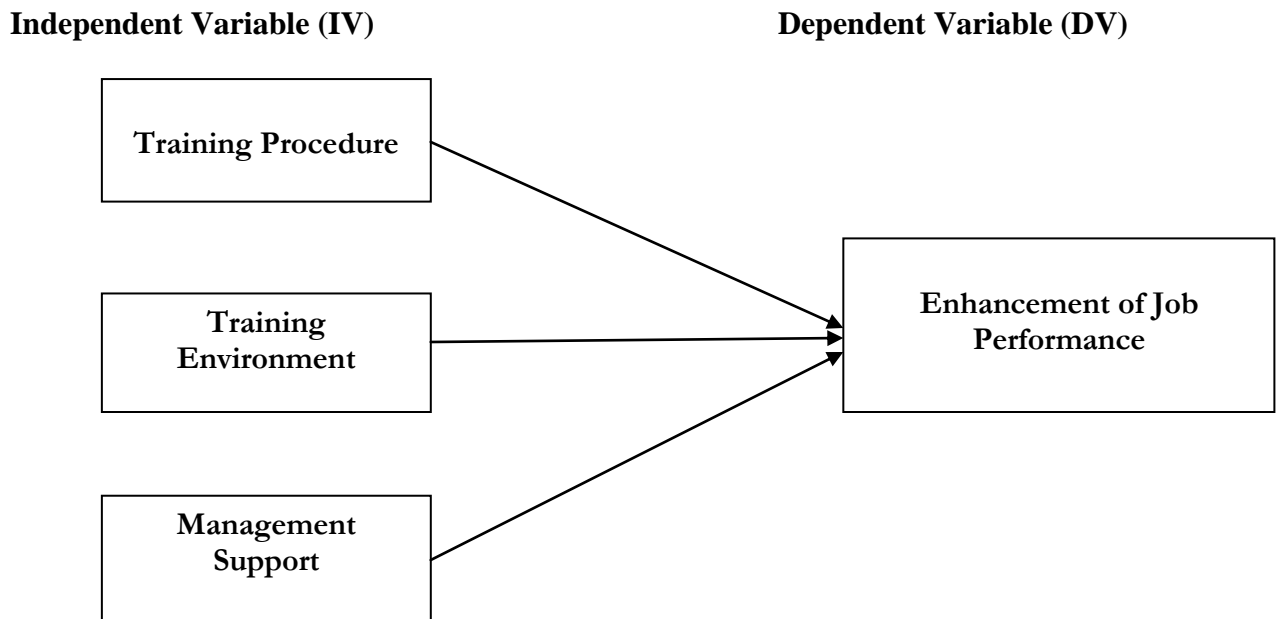 Independent Variable (IV)
Dependent Variable (DV)
Training Procedure
Training
Environment
Management
Support
Enhancement of Job
Performance